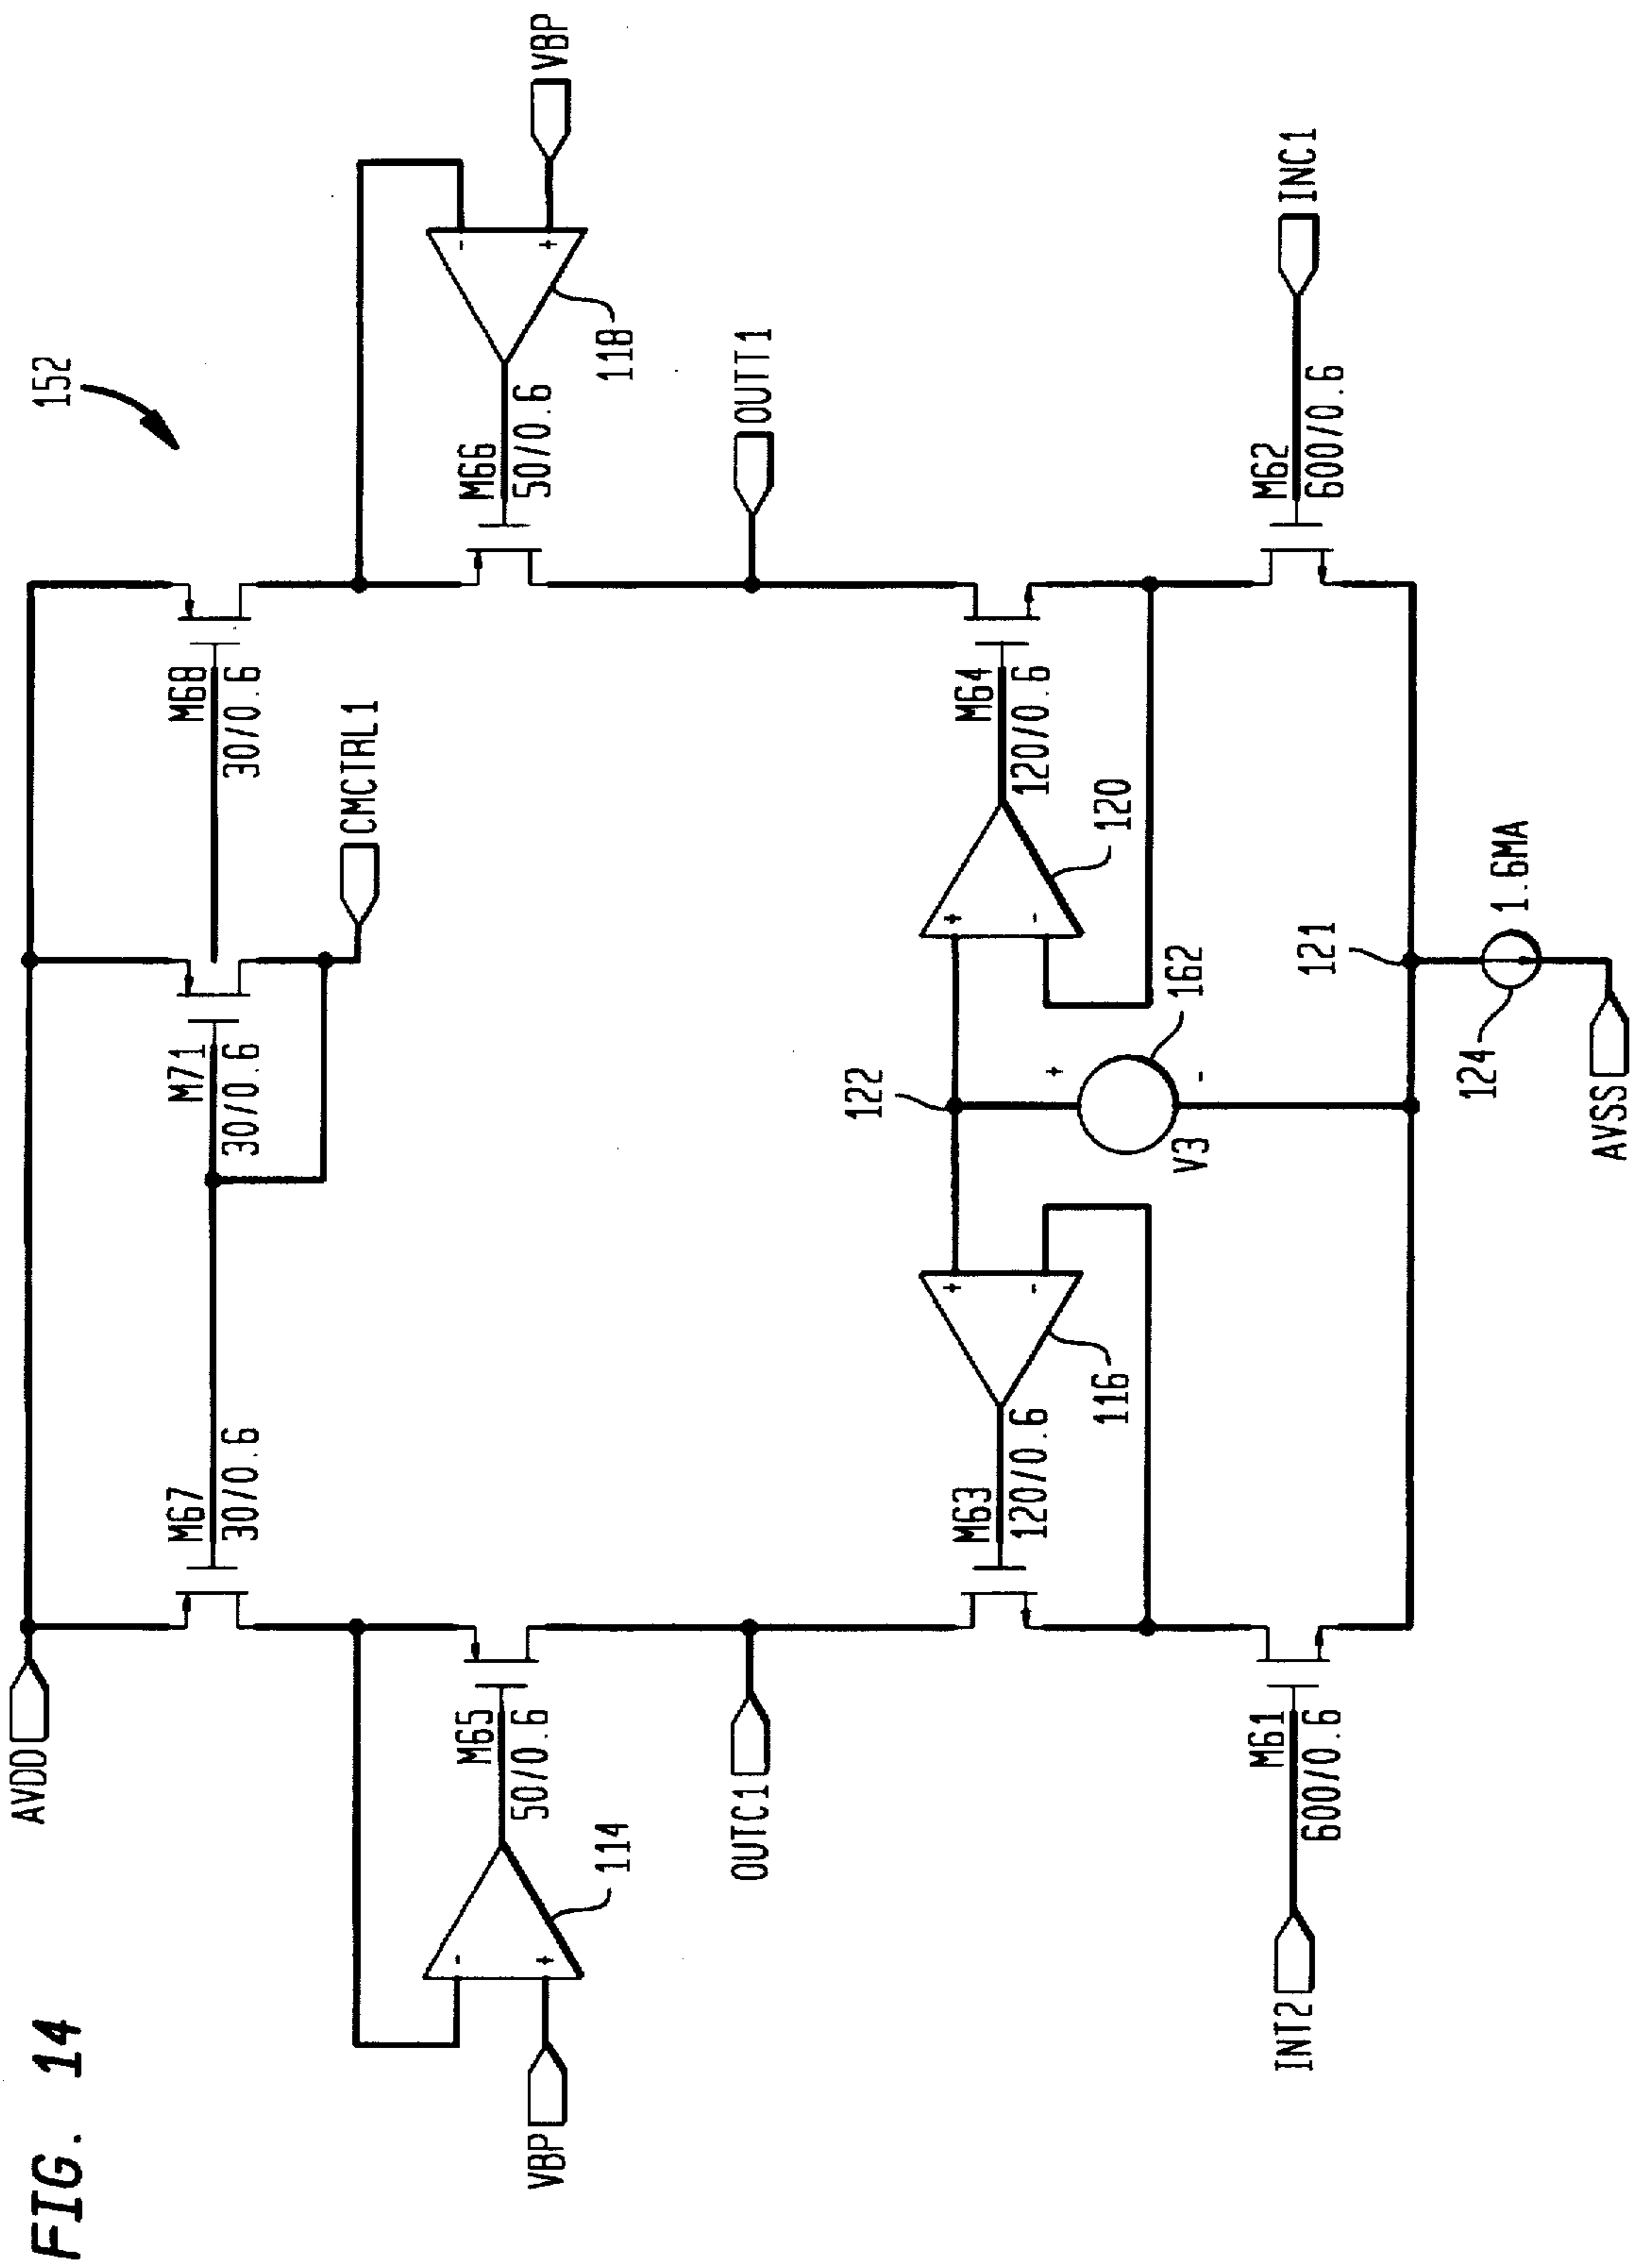 FIG. 14
152
AVDD
M67
30/0.6
M71
30/0.6
M68
30/0.6
CMCTRL1
VBP
114
M65
50/0.6
M66
50/0.6
118
VBP
OUTC1
OUTT1
M63
120/0.6
116
122
V3
162
120
M64
120/0.6
+
-
+
-
+
-
+
-
+
-
INT2
M61
600/0.6
M62
600/0.6
INC1
121
124
1.6MA
AVSS